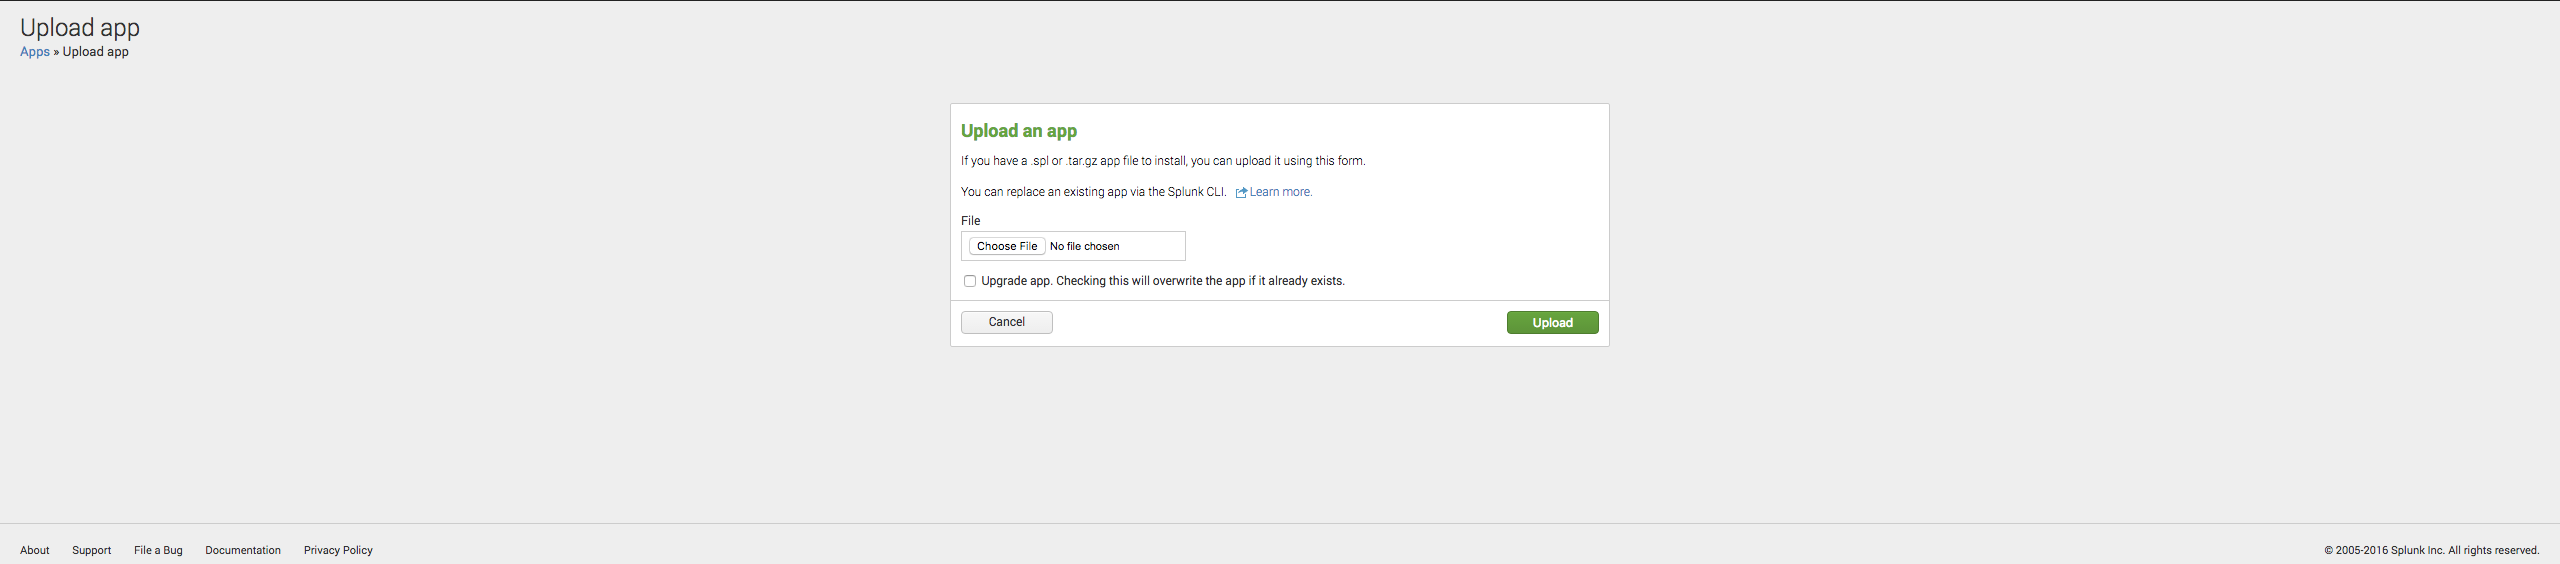 Upload app
Apps » Upload app
Upload an app
If you have a .spl or .tar.gz app file to install, you can upload it using this form.
You can replace an existing app via the Splunk CLI. Learn more.
File
Choose File No file chosen
Upgrade app. Checking this will overwrite the app if it already exists.
Cancel Upload
About Support File a Bug Documentation Privacy Policy © 2005-2016 Splunk Inc. All rights reserved.